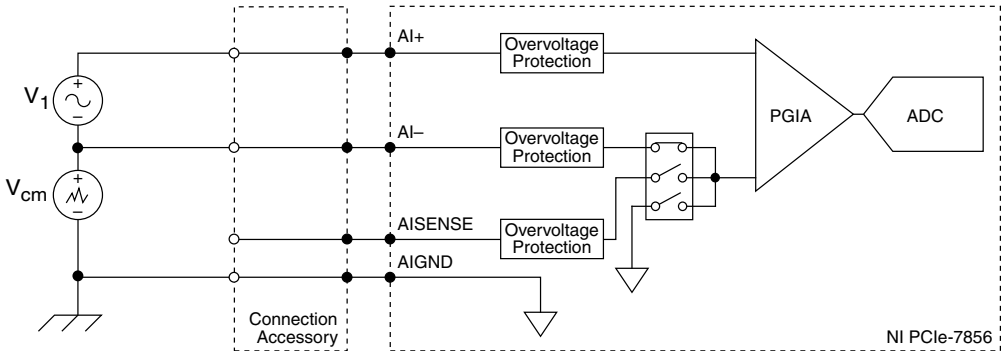 AI+
Overvoltage
Protection
V1
+
−
PGIA
ADC
AI–
Overvoltage
Protection
Vcm
+
−
AISENSE
Overvoltage
Protection
AIGND
Connection
Accessory
NI PCIe-7856